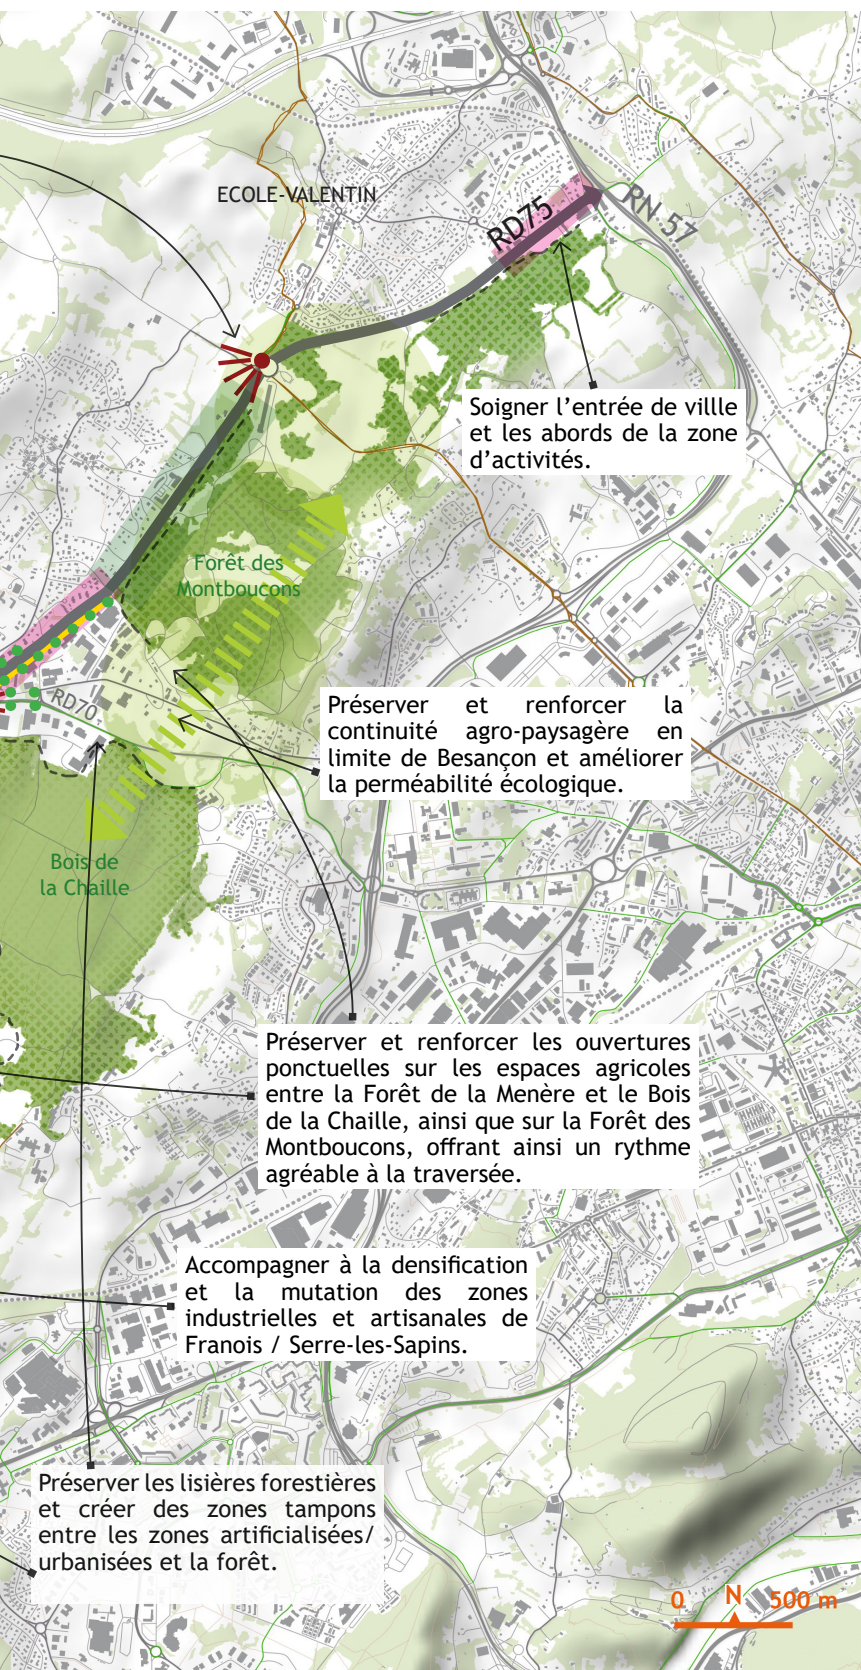 ECOLE-VALENTIN
RD75
RN 57
Soigner l'entrée de villle
et les abords de la zone
d'activités.
Forêt des
Montboucons
RD70
Préserver et renforcer la
continuité agro-paysagère en
limite de Besançon et améliorer
la perméabilité écologique.
Bois de
la Chaille
Préserver et renforcer les ouvertures
ponctuelles sur les espaces agricoles
entre la Forêt de la Menère et le Bois
de la Chaille, ainsi que sur la Forêt des
Montboucons, offrant ainsi un rythme
agréable à la traversée.
Accompagner à la densification
et la mutation des zones
industrielles et artisanales de
Franois / Serre-les-Sapins.
Préserver les lisières forestières
et créer des zones tampons
entre les zones artificialisées/
urbanisées et la forêt.
0 N 500 m